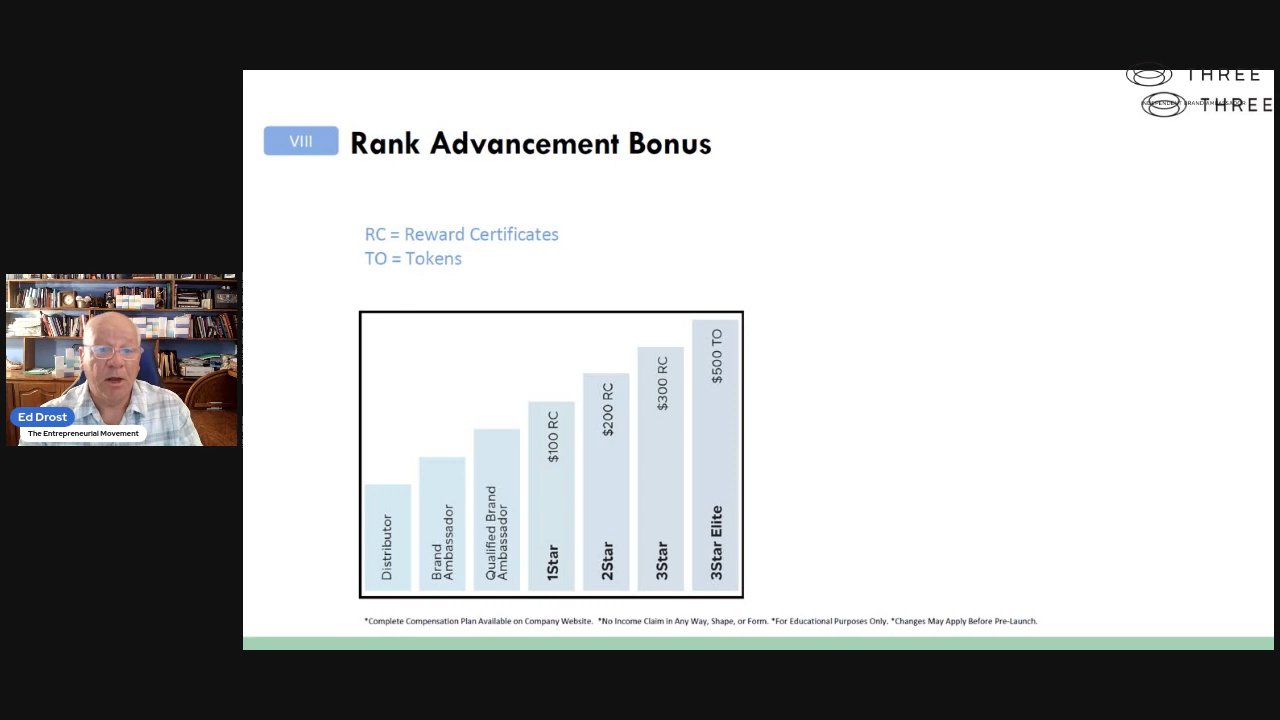 THREE
INDEPENDENT BRAND AMBASSADOR
THREE
VIII
Rank Advancement Bonus
RC = Reward Certificates
TO = Tokens
Distributor
Brand
Ambassador
Qualified Brand
Ambassador
1Star
$100 RC
2Star
$200 RC
3Star
$300 RC
3Star Elite
$500 TO
Ed Drost
The Entrepreneurial Movement
*Complete Compensation Plan Available on Company Website. *No Income Claim in Any Way, Shape, or Form. *For Educational Purposes Only. *Changes May Apply Before Pre-Launch.